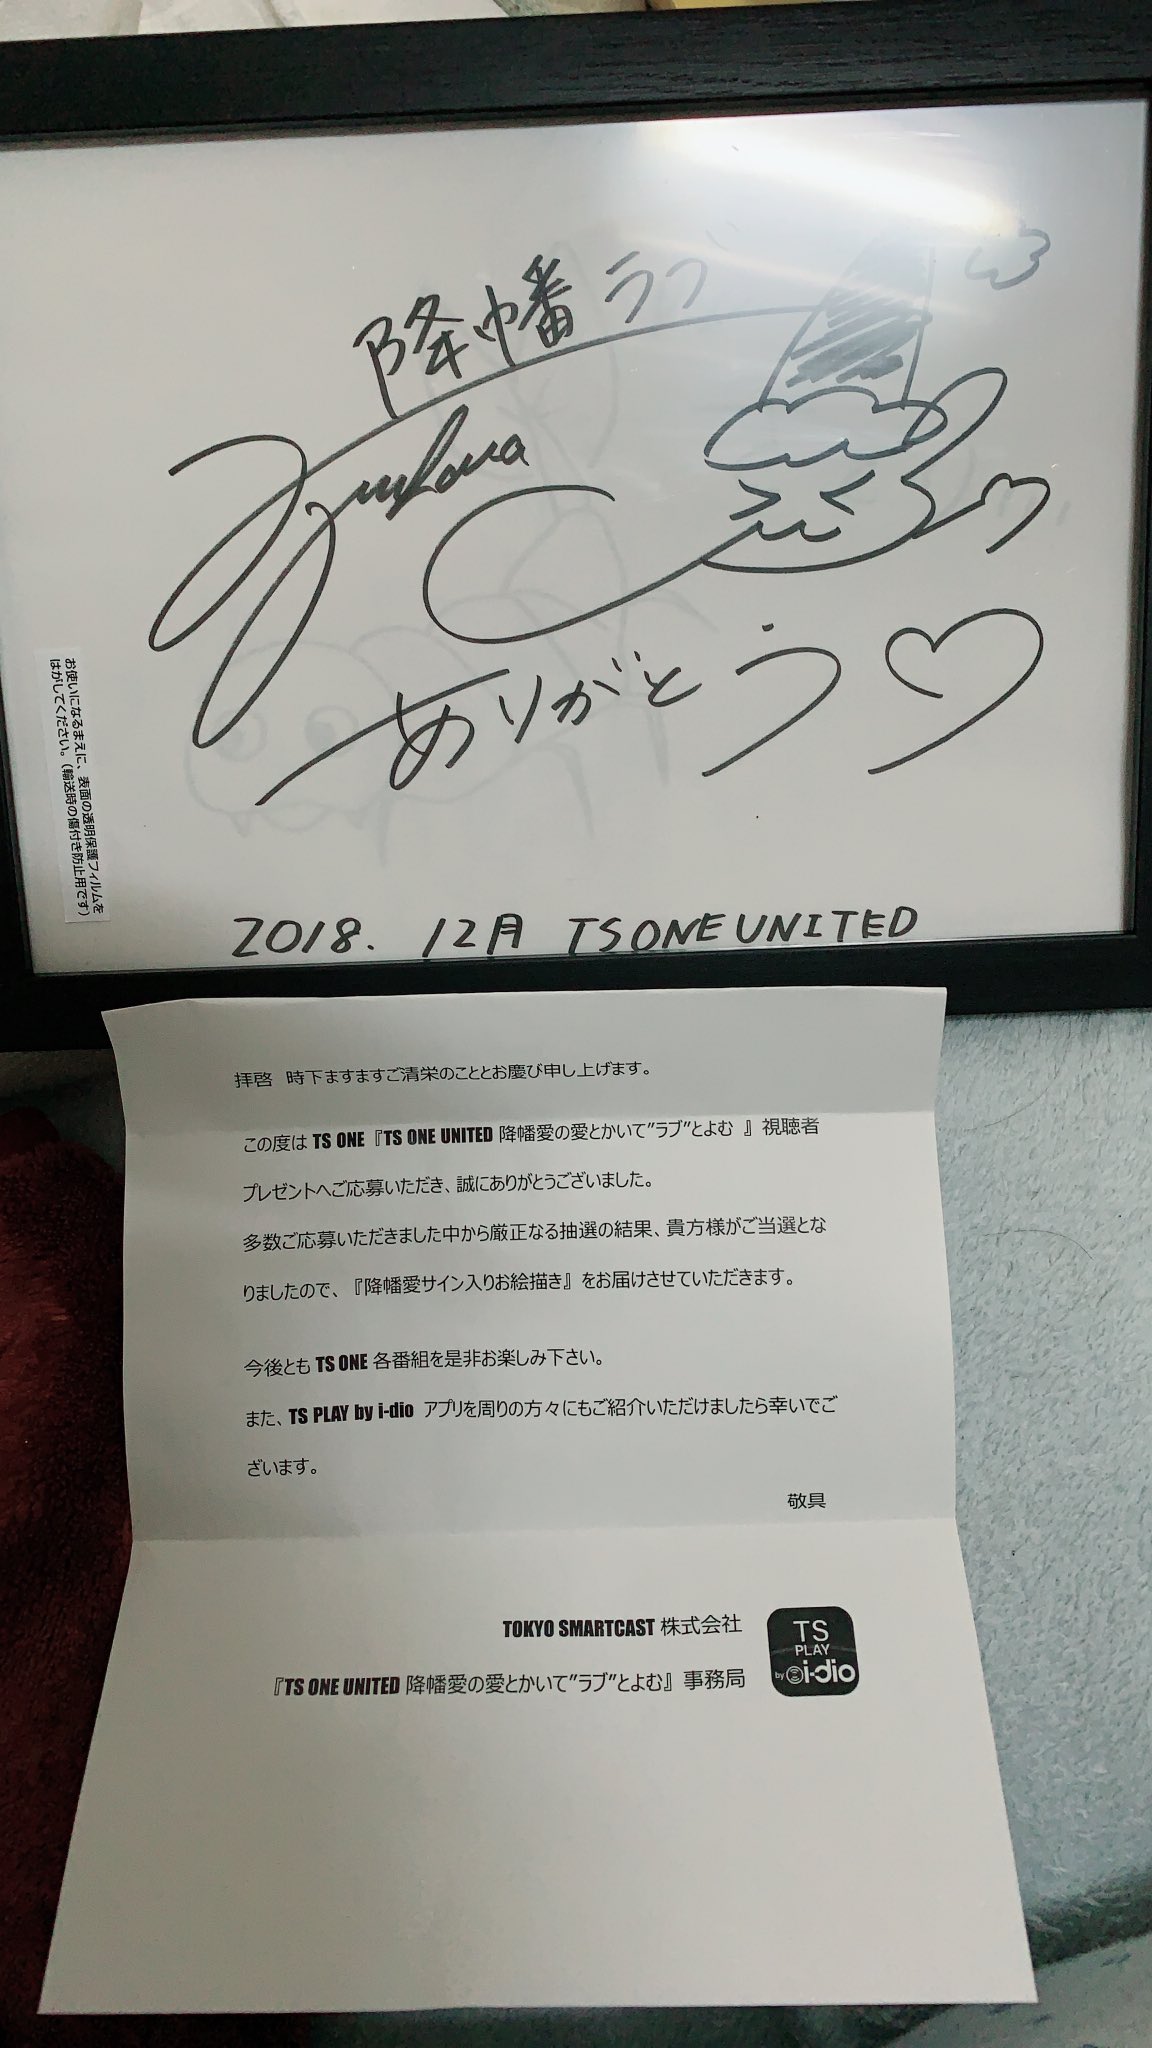 降幡ラブ
ありがとう
お使いになるまえに、表面の透明保護フィルムを
はがしてください。(輸送時の傷付き防止用です)
2018. 12月 TS ONE UNITED
拝啓　時下ますますご清栄のこととお慶び申し上げます。
この度は TS ONE『TS ONE UNITED 降幡愛の愛とかいて”ラブ”とよむ 』視聴者
プレゼントへご応募いただき、誠にありがとうございました。
多数ご応募いただきました中から厳正なる抽選の結果、貴方様がご当選とな
りましたので、『降幡愛サイン入りお絵描き』をお届けさせていただきます。
今後とも TS ONE 各番組を是非お楽しみ下さい。
また、TS PLAY by i-dio アプリを周りの方々にもご紹介いただけましたら幸いでご
ざいます。
敬具
TOKYO SMARTCAST 株式会社
『TS ONE UNITED 降幡愛の愛とかいて”ラブ”とよむ』事務局
TS
PLAY
by i-dio